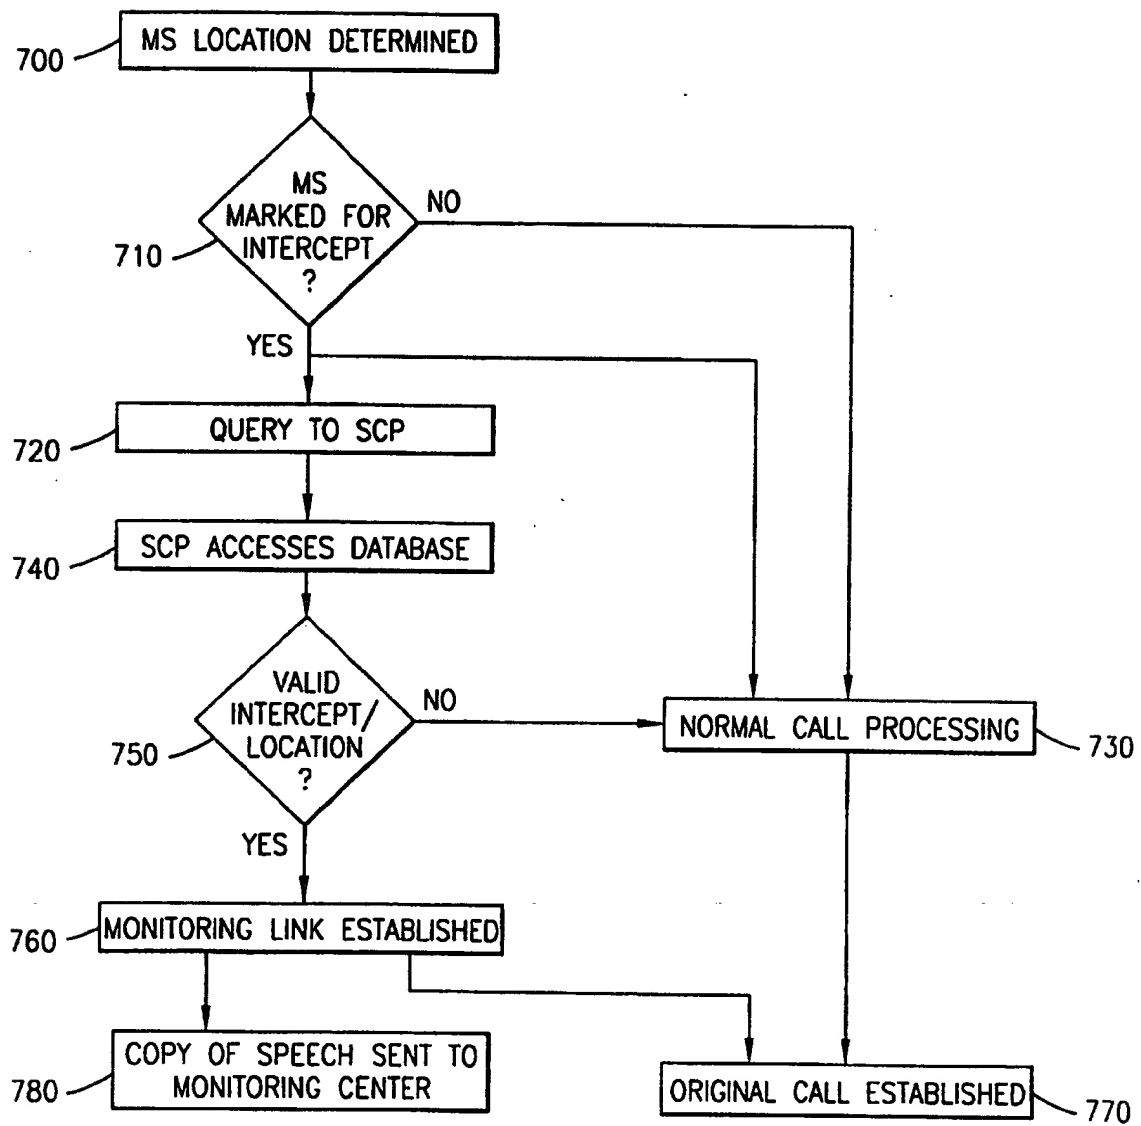 MS LOCATION DETERMINED
700
MS
MARKED FOR
INTERCEPT
?
NO
710
YES
QUERY TO SCP
720
SCP ACCESSES DATABASE
740
VALID
INTERCEPT/
LOCATION
?
NO
750
NORMAL CALL PROCESSING
730
YES
MONITORING LINK ESTABLISHED
760
COPY OF SPEECH SENT TO
MONITORING CENTER
780
ORIGINAL CALL ESTABLISHED
770